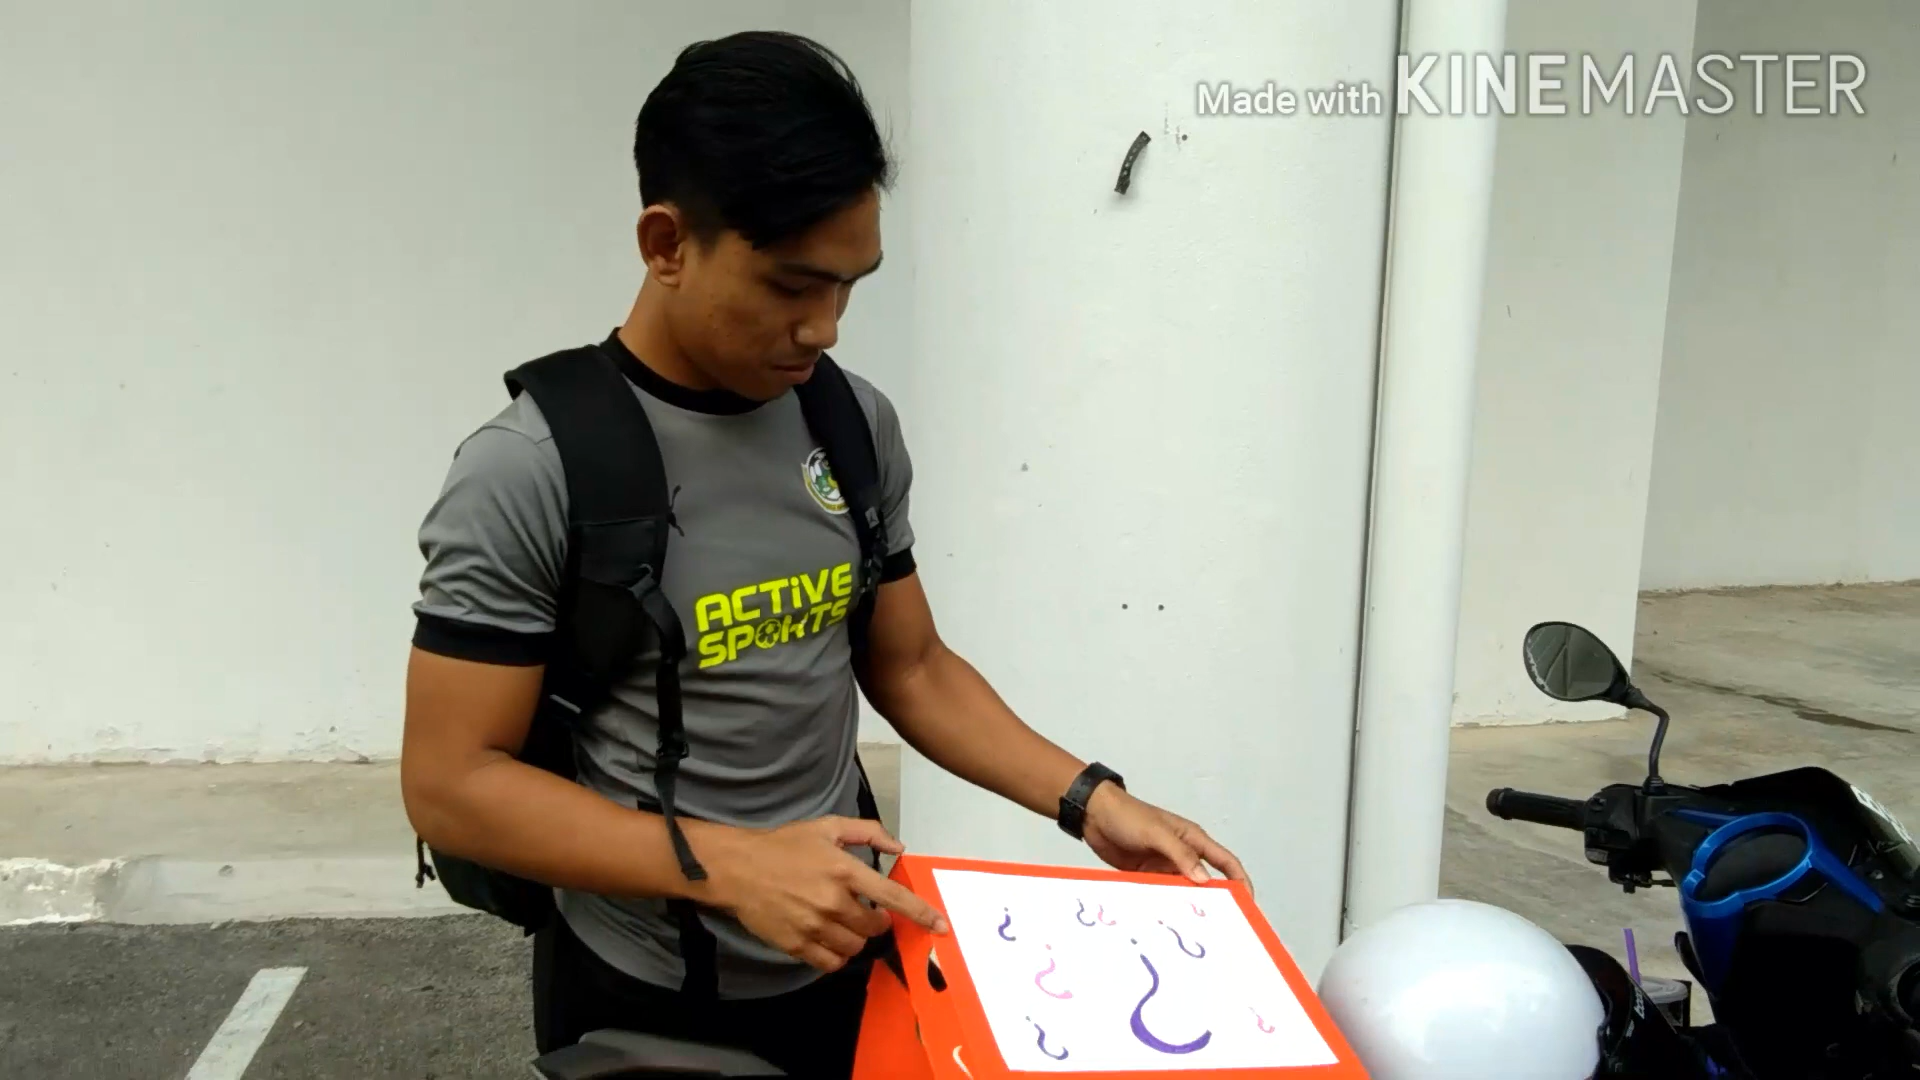 Made with KINEMASTER
ACTiVE
SPORTS
? ? ? ? ?
? ?
? ?